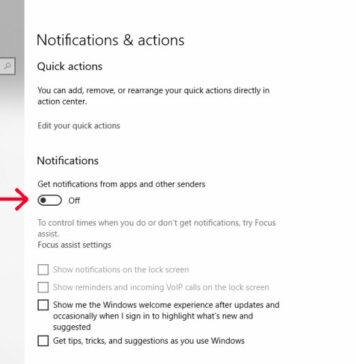 Notifications & actions
Quick actions
You can add, remove, or rearrange your quick actions directly in
action center.
Edit your quick actions
Notifications
Get notifications from apps and other senders
Off
To control times when you do or don't get notifications, try Focus
assist.
Focus assist settings
Show notifications on the lock screen
Show reminders and incoming VoIP calls on the lock screen
Show me the Windows welcome experience after updates and
occasionally when I sign in to highlight what's new and
suggested
Get tips, tricks, and suggestions as you use Windows